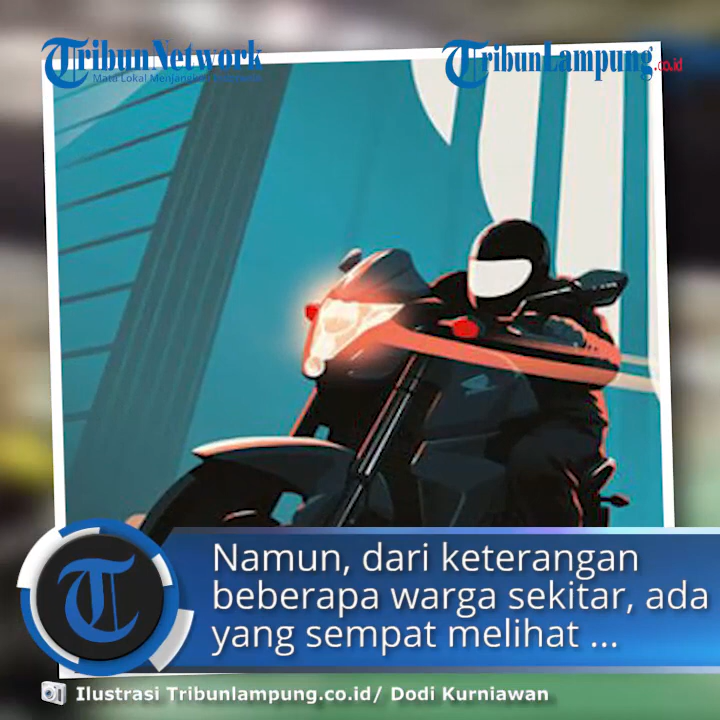 TribunNetwork
TribunLampung.co.id
Namun, dari keterangan
beberapa warga sekitar, ada
yang sempat melihat ...
Ilustrasi Tribunlampung.co.id/ Dodi Kurniawan